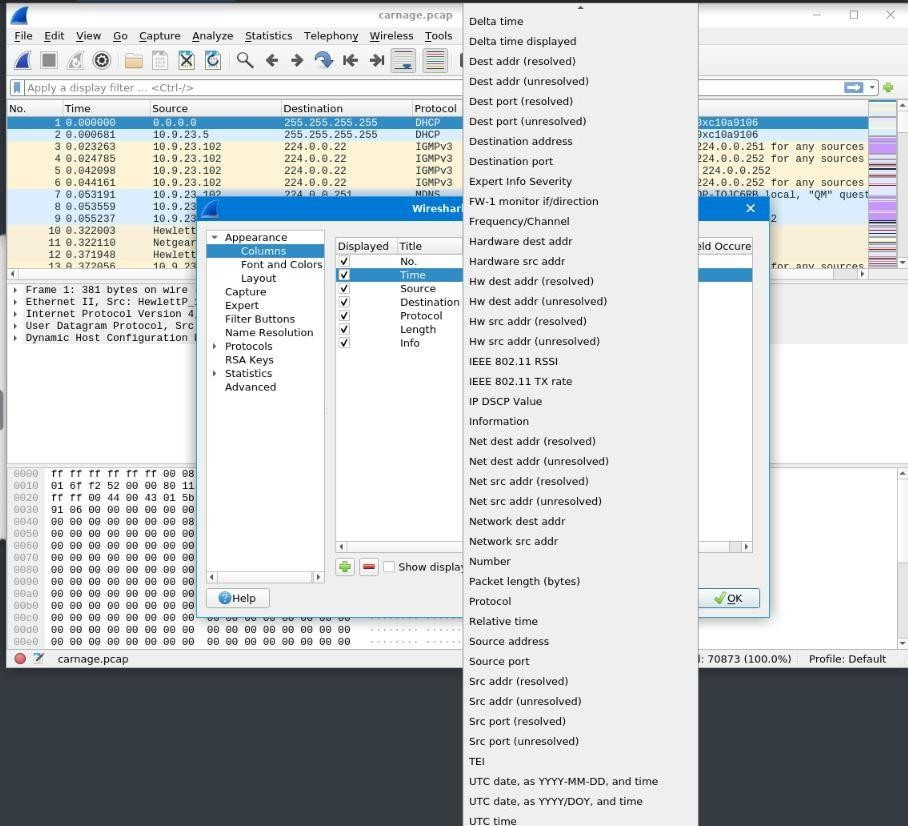 carnage.pcap
File Edit View Go Capture Analyze Statistics Telephony Wireless Tools
Apply a display filter ... <Ctrl-/>
No. Time Source Destination Protocol
1 0.000000 0.0.0.0 255.255.255.255 DHCP 0xc10a9106
2 0.000681 10.9.23.5 255.255.255.255 DHCP 0xc10a9106
3 0.023263 10.9.23.102 224.0.0.22 IGMPv3 224.0.0.251 for any sources
4 0.024785 10.9.23.102 224.0.0.22 IGMPv3 224.0.0.252 for any sources
5 0.042098 10.9.23.102 224.0.0.22 IGMPv3 224.0.0.252
6 0.044161 10.9.23.102 224.0.0.22 IGMPv3 224.0.0.252 for any sources
7 0.053191 10.9.23.102 224.0.0.251 MDNS local, "QM" quest
8 0.053559 10.9.23
9 0.055237 10.9.23 2
10 0.322003 Hewlett
11 0.322110 Netgear
12 0.371948 Hewlett
13 0.372056 10.9.23 224.0.0.252 for any sources
Frame 1: 381 bytes on wire
Ethernet II, Src: HewlettP_
Internet Protocol Version 4,
User Datagram Protocol, Src
Dynamic Host Configuration
0000 ff ff ff ff ff ff 00 08
0010 01 6f f2 52 00 00 80 11
0020 ff ff 00 44 00 43 01 5b
0030 91 06 00 00 00 00 00 00
0040 00 00 00 00 00 00 08
0050 00 00 00 00 00 00 00 00
0060 00 00 00 00 00 00 00 00
0070 00 00 00 00 00 00 00 00
0080 00 00 00 00 00 00 00 00
0090 00 00 00 00 00 00 00 00
00a0 00 00 00 00 00 00 00 00
00b0 00 00 00 00 00 00 00 00
00c0 00 00 00 00 00 00 00 00 00 00 00 00 00 00 00 00
00d0 00 00 00 00 00 00 00 00 00 00 00 00 00 00 00 00
00e0 00 00 00 00 00 00 00 00 00 00 00 00 00 00 00 00
carnage.pcap
: 70873 (100.0%) Profile: Default
Wireshar
Appearance
Columns
Font and Colors
Layout
Capture
Expert
Filter Buttons
Name Resolution
Protocols
RSA Keys
Statistics
Advanced
Displayed Title eld Occure
No.
Time
Source
Destination
Protocol
Length
Info
Show display
Help
OK
Delta time
Delta time displayed
Dest addr (resolved)
Dest addr (unresolved)
Dest port (resolved)
Dest port (unresolved)
Destination address
Destination port
Expert Info Severity
FW-1 monitor if/direction
Frequency/Channel
Hardware dest addr
Hardware src addr
Hw dest addr (resolved)
Hw dest addr (unresolved)
Hw src addr (resolved)
Hw src addr (unresolved)
IEEE 802.11 RSSI
IEEE 802.11 TX rate
IP DSCP Value
Information
Net dest addr (resolved)
Net dest addr (unresolved)
Net src addr (resolved)
Net src addr (unresolved)
Network dest addr
Network src addr
Number
Packet length (bytes)
Protocol
Relative time
Source address
Source port
Src addr (resolved)
Src addr (unresolved)
Src port (resolved)
Src port (unresolved)
TEI
UTC date, as YYYY-MM-DD, and time
UTC date, as YYYY/DOY, and time
UTC time